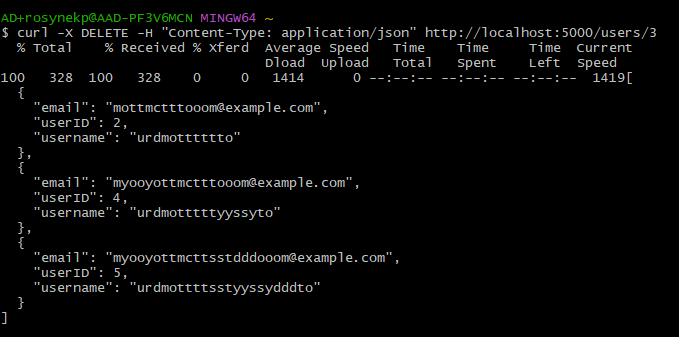 AD+rosynekp@AAD-PF3V6MCN MINGW64 ~
$ curl -X DELETE -H "Content-Type: application/json" http://localhost:5000/users/3
  % Total    % Received % Xferd  Average Speed   Time    Time     Time  Current
                                 Dload  Upload   Total   Spent    Left  Speed
100   328  100   328    0     0   1414      0 --:--:-- --:--:-- --:--:--  1419[
  {
    "email": "mottmctttooom@example.com",
    "userID": 2,
    "username": "urdmotttttto"
  },
  {
    "email": "myooyottmctttooom@example.com",
    "userID": 4,
    "username": "urdmotttttyyssyto"
  },
  {
    "email": "myooyottmcttsstdddooom@example.com",
    "userID": 5,
    "username": "urdmottttsstyyssydddto"
  }
]